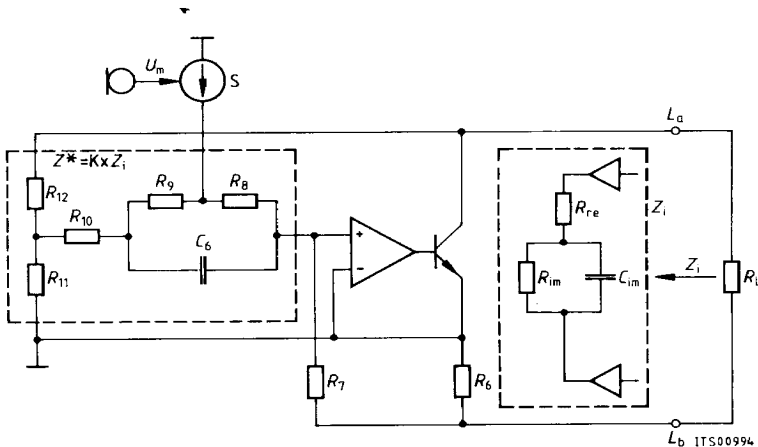 U_m
S
L_a
Z* = K x Z_i
R_12
R_9
R_8
R_10
C_6
R_11
+
−
R_re
Z_i
R_im
C_im
Z_i
R_L
R_7
R_6
L_b
ITS00994